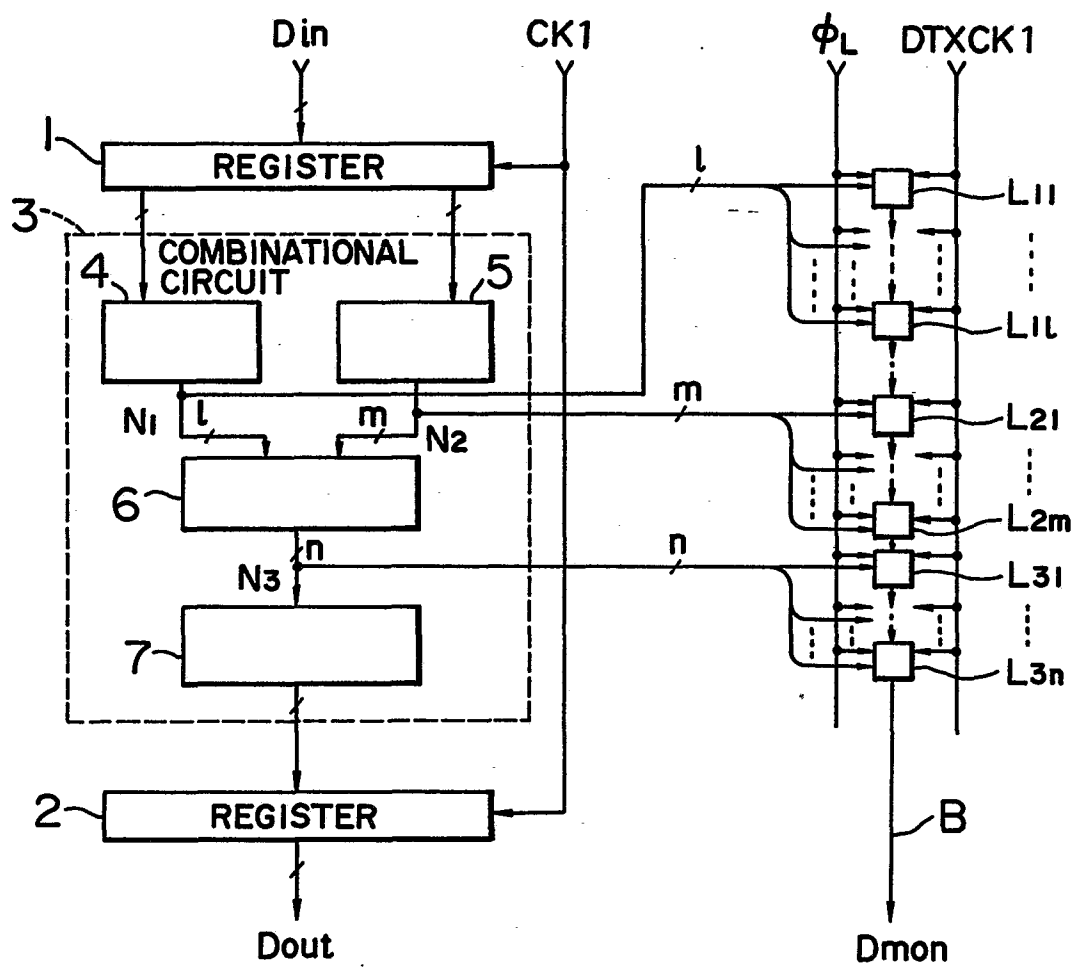 Din
CK1
ϕL
DTXCK1
1
REGISTER
l
L11
3
COMBINATIONAL
CIRCUIT
4
5
L1l
N1
l
m
N2
m
L21
6
L2m
n
N3
n
L31
7
L3n
2
REGISTER
B
Dout
Dmon